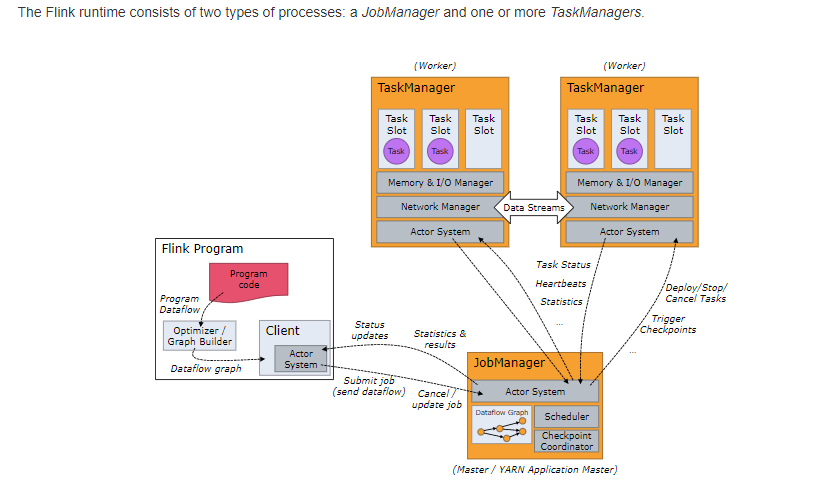 The Flink runtime consists of two types of processes: a JobManager and one or more TaskManagers.
(Worker)
(Worker)
TaskManager
TaskManager
Task Slot
Task Slot
Task Slot
Task Slot
Task Slot
Task Slot
Task
Task
Task
Task
Memory & I/O Manager
Memory & I/O Manager
Network Manager
Data Streams
Network Manager
Actor System
Actor System
Flink Program
Program
code
Program
Dataflow
Optimizer /
Graph Builder
Client
Actor
System
Dataflow graph
Status
updates
Statistics &
results
Submit job
(send dataflow)
Cancel /
update job
Task Status
Heartbeats
Statistics
...
Deploy/Stop/
Cancel Tasks
Trigger
Checkpoints
...
JobManager
Actor System
Dataflow Graph
Scheduler
Checkpoint
Coordinator
(Master / YARN Application Master)